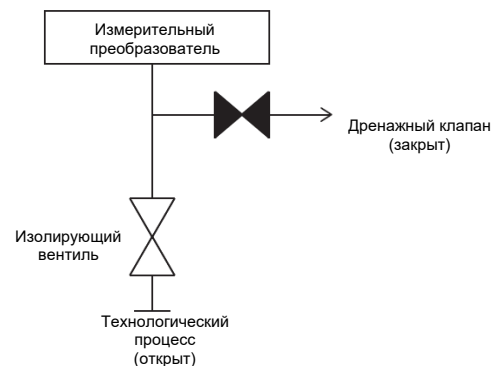 Измерительный
преобразователь
Дренажный клапан
(закрыт)
Изолирующий
вентиль
Технологический
процесс
(открыт)